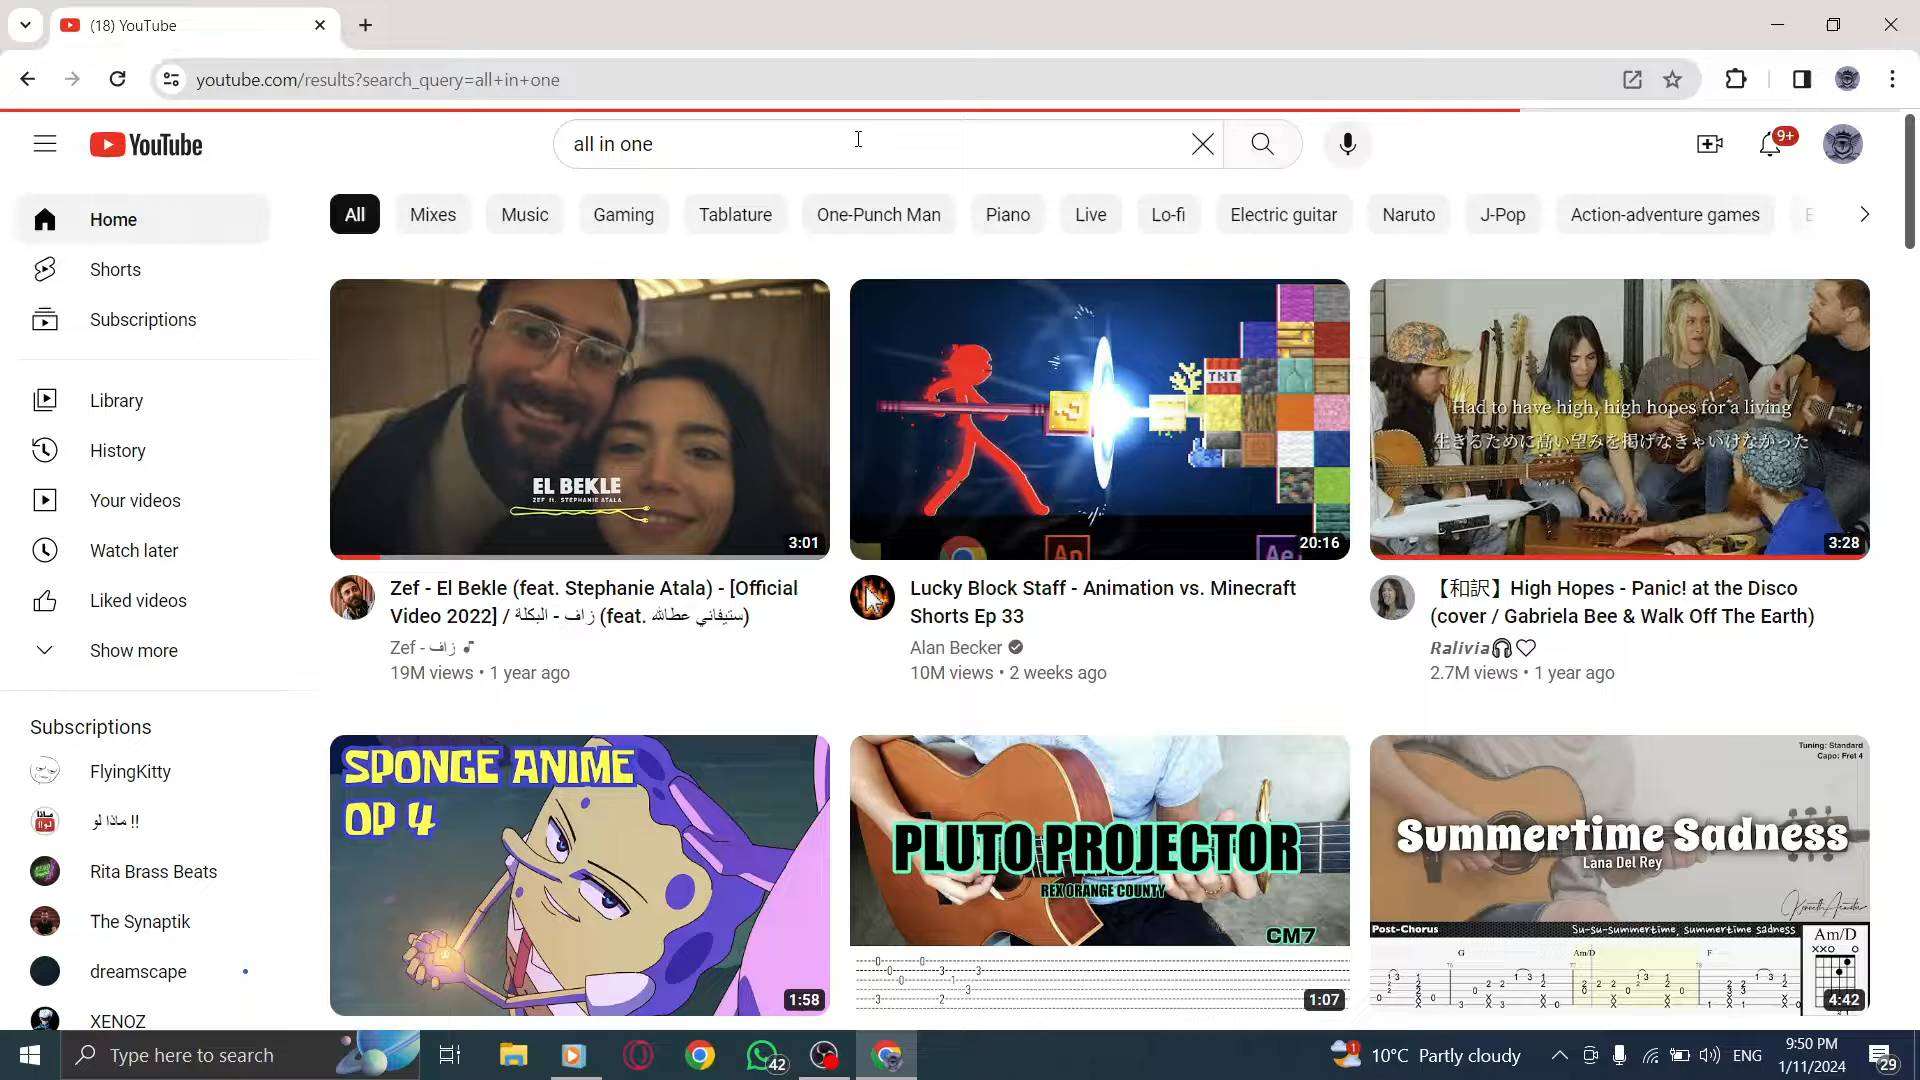 (18) YouTube
youtube.com/results?search_query=all+in+one
YouTube
all in one
9+
All
Mixes
Music
Gaming
Tablature
One-Punch Man
Piano
Live
Lo-fi
Electric guitar
Naruto
J-Pop
Action-adventure games
Home
Shorts
Subscriptions
Library
History
Your videos
Watch later
Liked videos
Show more
Subscriptions
FlyingKitty
ماذا لو !!
Rita Brass Beats
The Synaptik
dreamscape
XENOZ
EL BEKLE
ZEF ft. STEPHANIE ATALA
3:01
Zef - El Bekle (feat. Stephanie Atala) - [Official
Video 2022] / زاف - البكلة (feat. ستيفاني عطالله)
Zef - زاف
19M views • 1 year ago
TNT
An
Ae
20:16
Lucky Block Staff - Animation vs. Minecraft
Shorts Ep 33
Alan Becker
10M views • 2 weeks ago
Had to have high, high hopes for a living
生きるために高い望みを掲げなきゃいけなかった
3:28
【和訳】High Hopes - Panic! at the Disco
(cover / Gabriela Bee & Walk Off The Earth)
Ralivia🎧♡
2.7M views • 1 year ago
SPONGE ANIME
OP 4
1:58
PLUTO PROJECTOR
REX ORANGE COUNTY
CM7
1:07
Tuning: Standard
Capo: Fret 4
Summertime Sadness
Lana Del Rey
Post-Chorus
Su-su-summertime, summertime sadness
Am/D
G
Am/D
F
4:42
Type here to search
42
1
10°C Partly cloudy
ENG
9:50 PM
1/11/2024
29